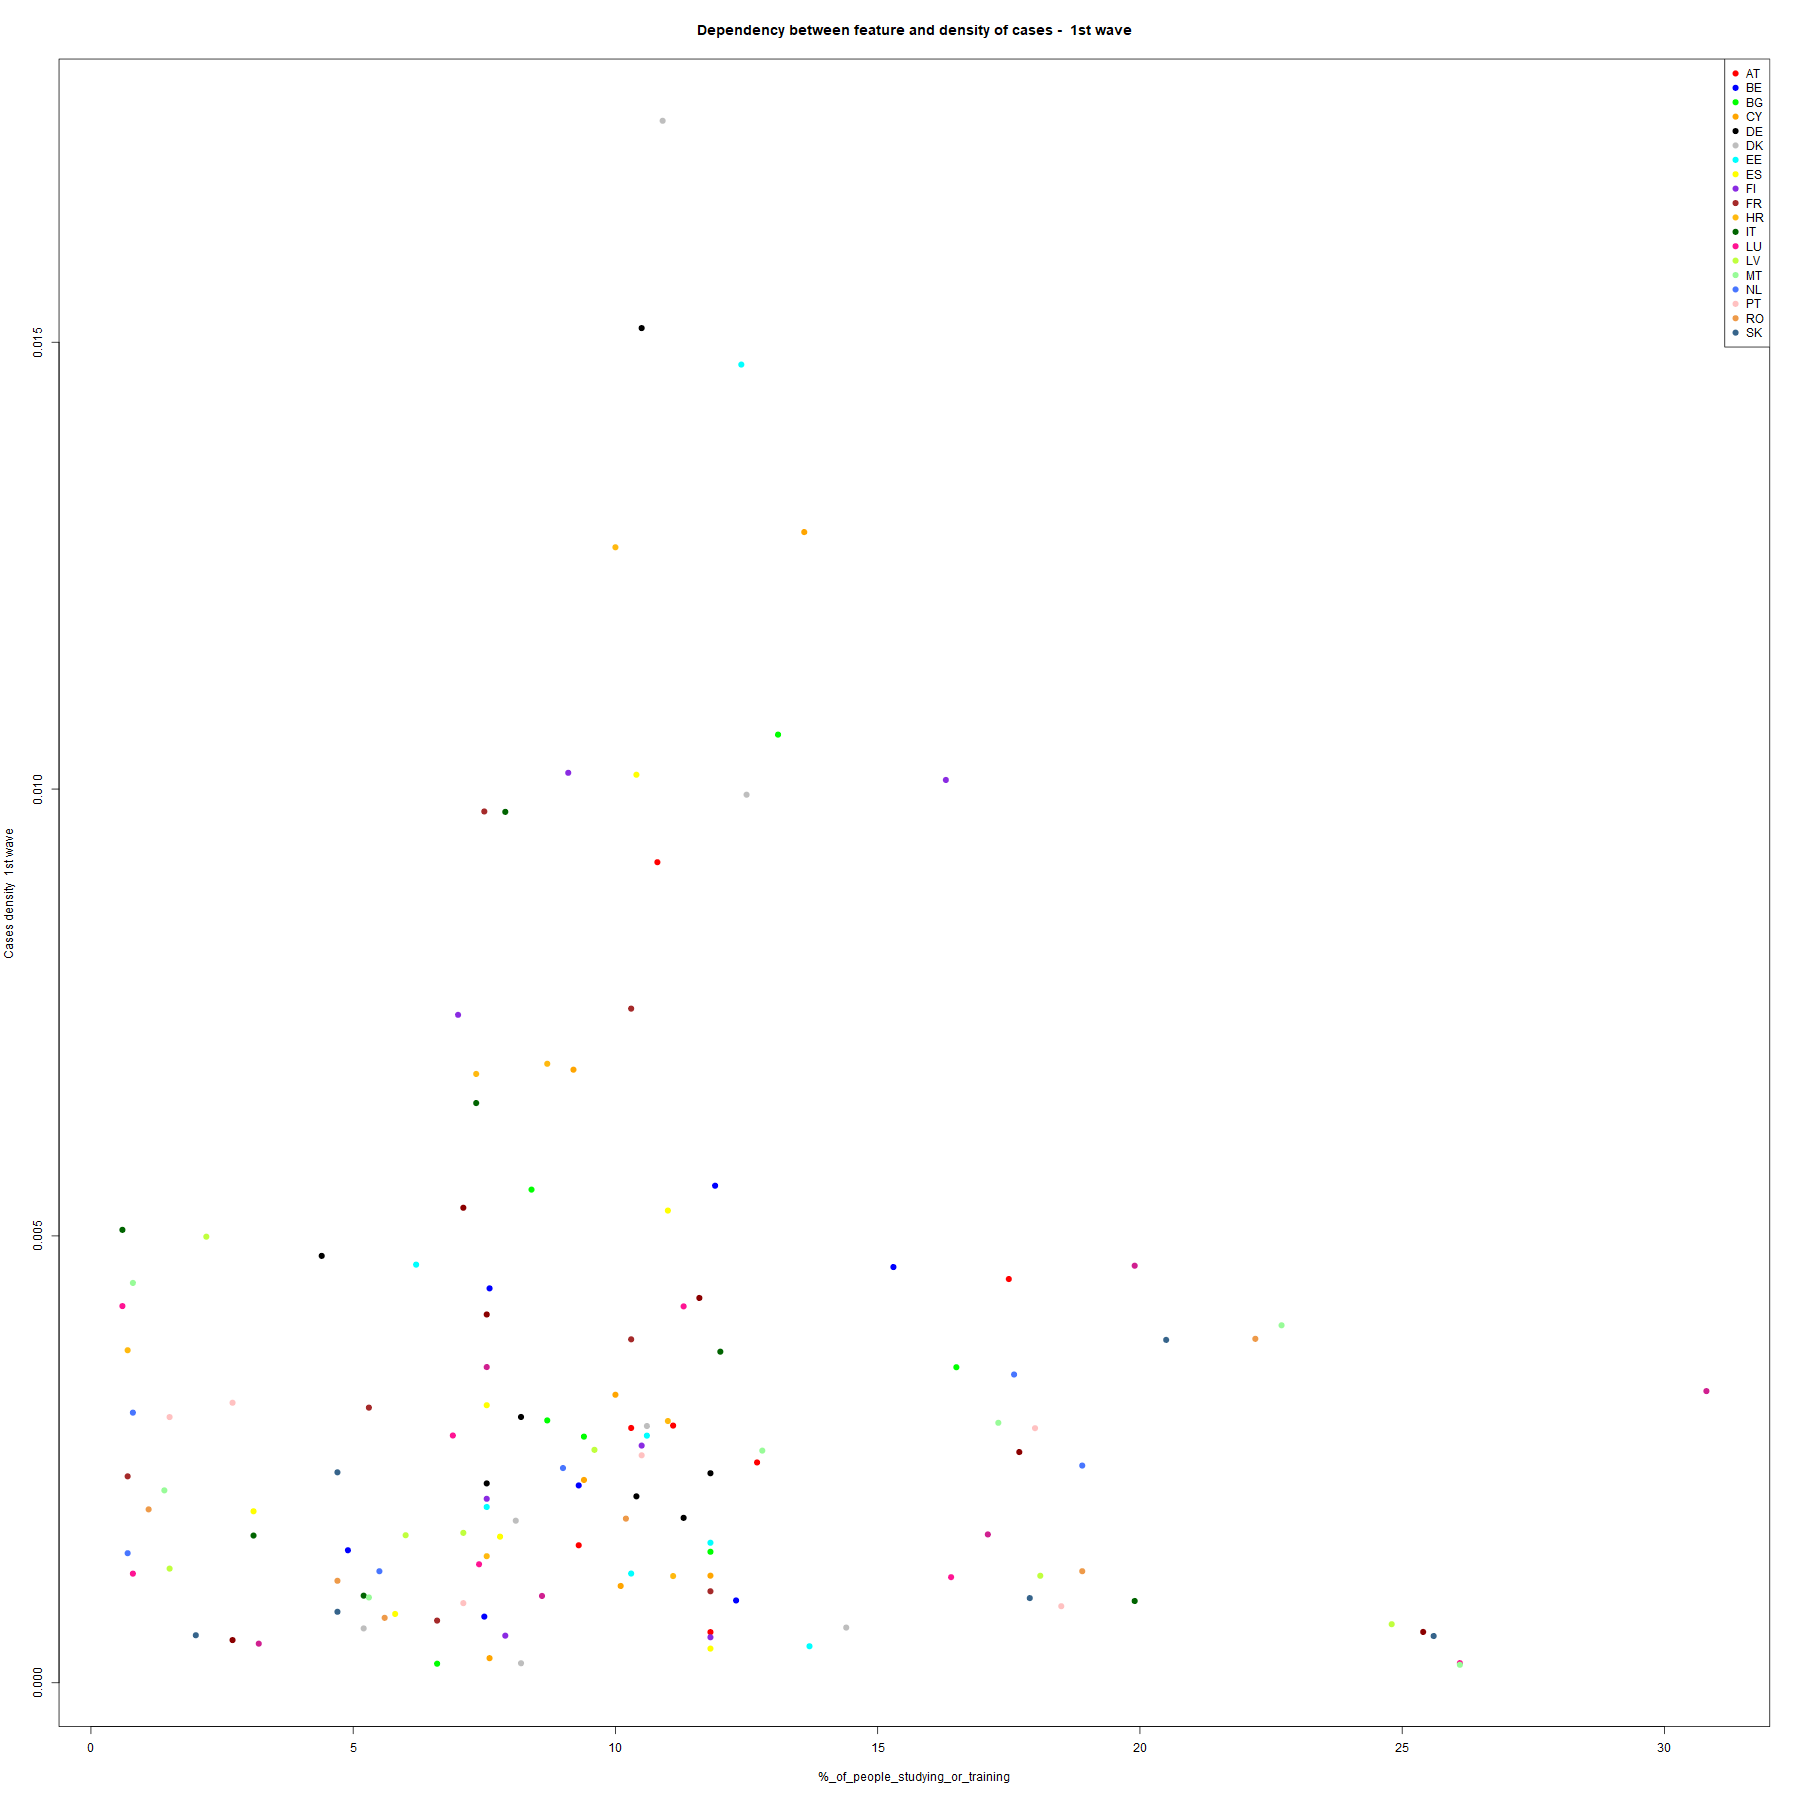 Dependency between feature and density of cases -  1st wave
AT
BE
BG
CY
DE
DK
EE
ES
FI
FR
HR
IT
LU
LV
MT
NL
PT
RO
SK
0.015
0.010
0.005
0.000
Cases density  1st wave
0 5 10 15 20 25 30
%_of_people_studying_or_training